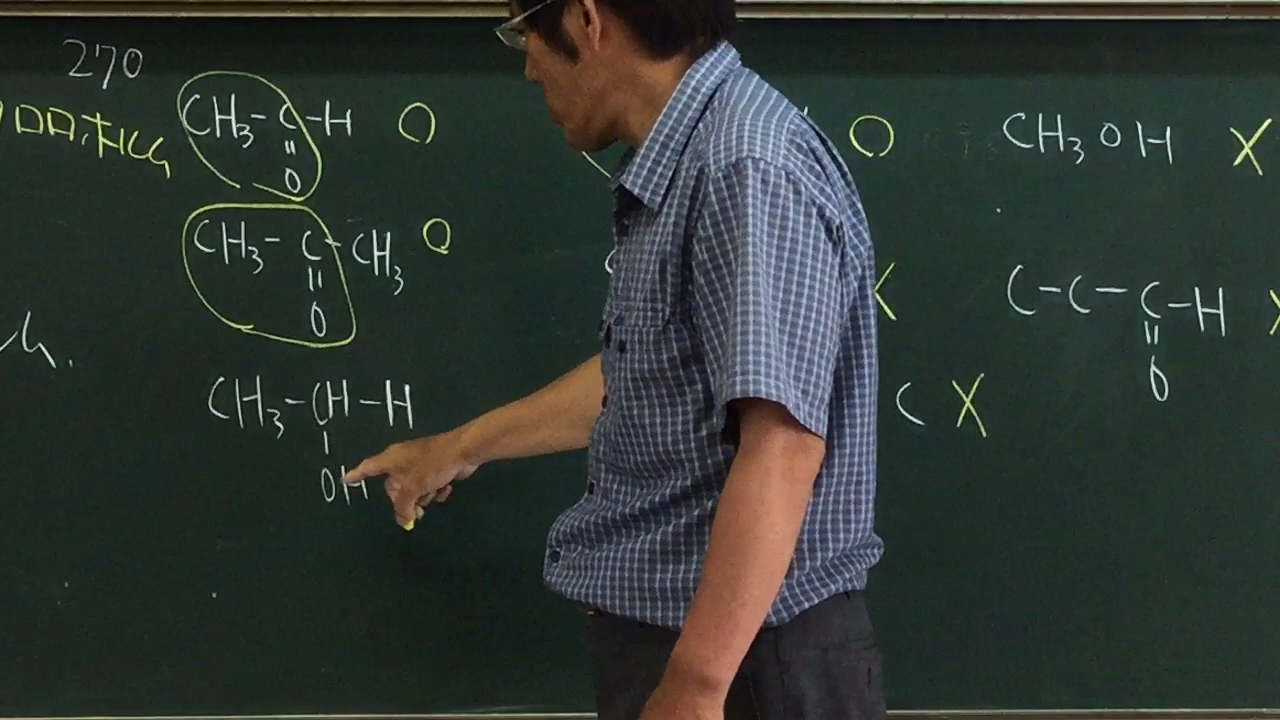 270
CH₃-C-H O
=
O
CH₃-C-CH₃ O
=
O
CH₃-CH-H
OH
O
CH₃OH X
C-C-C-H
=
O
C X